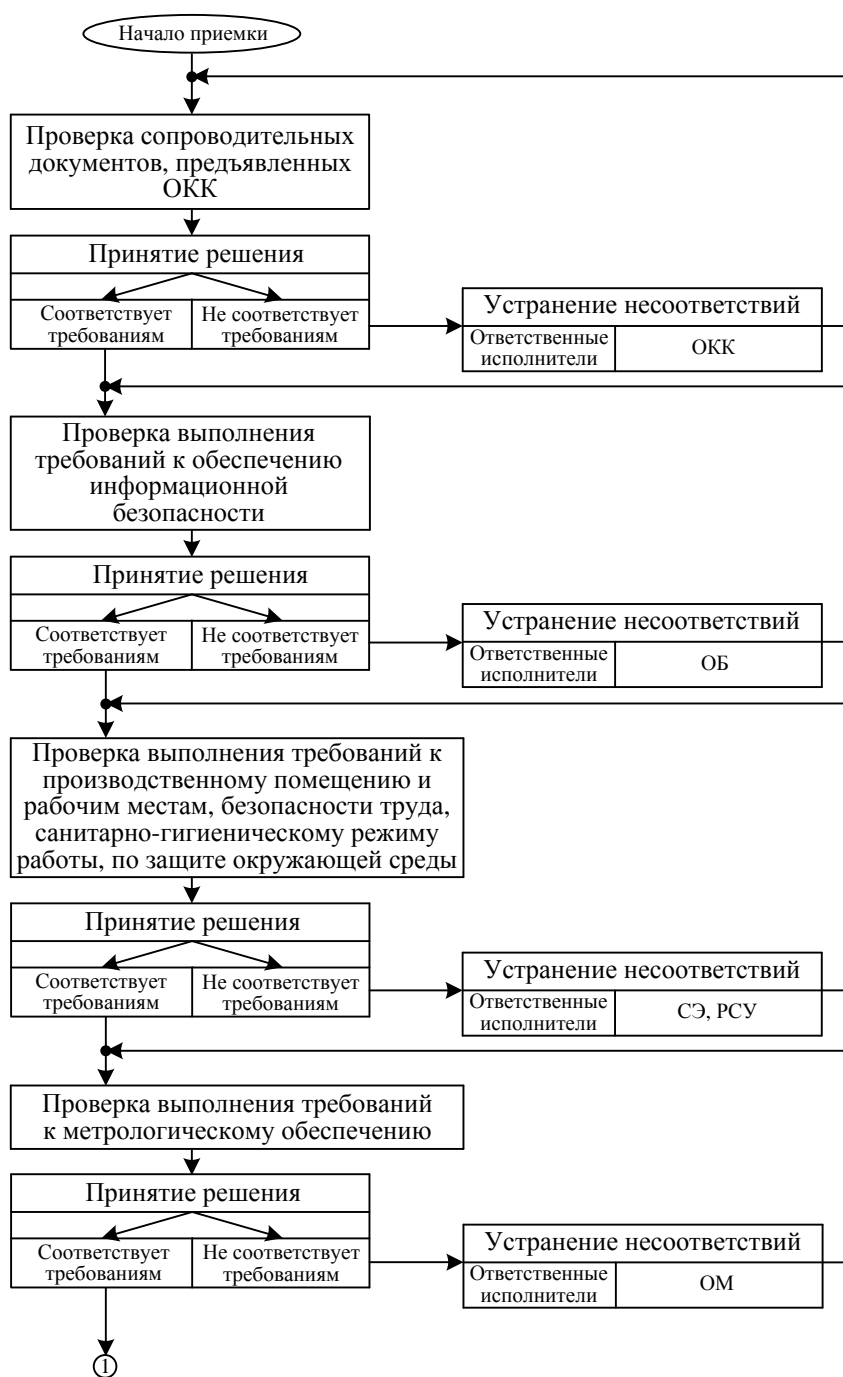 Начало приемки
Проверка сопроводительных
документов, предъявленных
ОКК
Принятие решения
Соответствует
требованиям
Не соответствует
требованиям
Устранение несоответствий
Ответственные
исполнители
ОКК
Проверка выполнения
требований к обеспечению
информационной
безопасности
Принятие решения
Соответствует
требованиям
Не соответствует
требованиям
Устранение несоответствий
Ответственные
исполнители
ОБ
Проверка выполнения требований к
производственному помещению и
рабочим местам, безопасности труда,
санитарно-гигиеническому режиму
работы, по защите окружающей среды
Принятие решения
Соответствует
требованиям
Не соответствует
требованиям
Устранение несоответствий
Ответственные
исполнители
СЭ, РСУ
Проверка выполнения требований
к метрологическому обеспечению
Принятие решения
Соответствует
требованиям
Не соответствует
требованиям
Устранение несоответствий
Ответственные
исполнители
ОМ
1